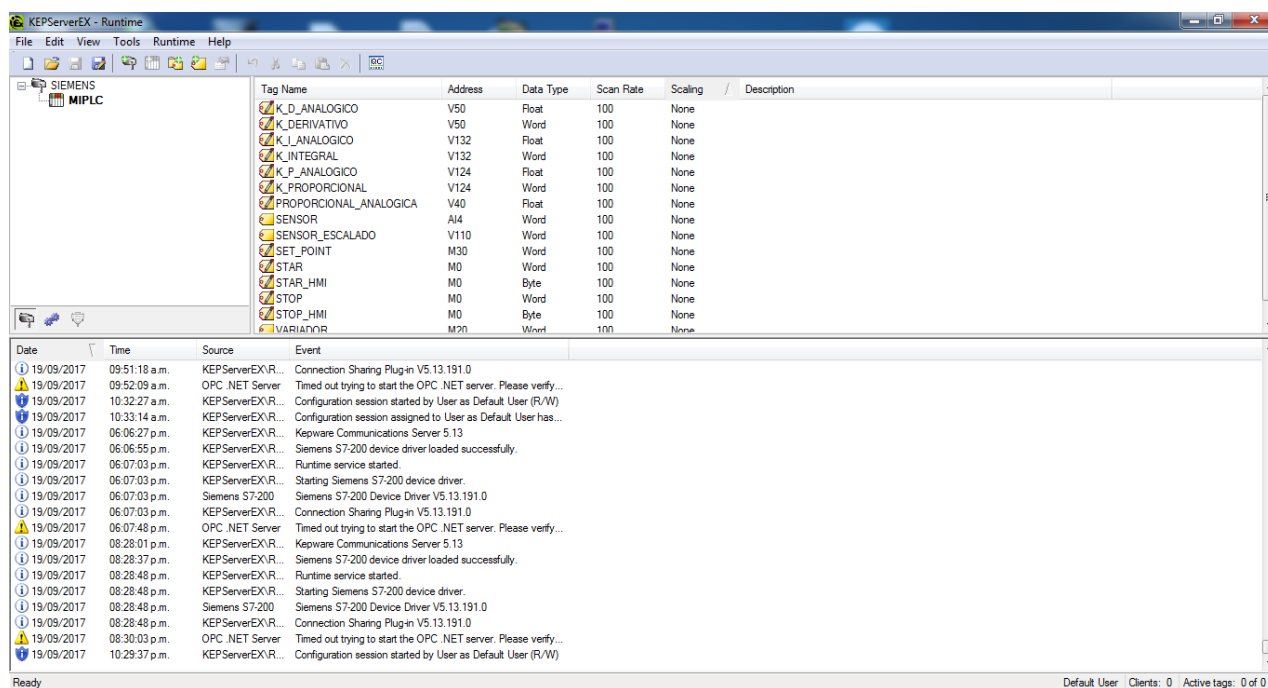 KEPServerEX - Runtime
File Edit View Tools Runtime Help
SIEMENS
MIPLC
Tag Name Address Data Type Scan Rate Scaling Description
K_D_ANALOGICO V50 Float 100 None
K_DERIVATIVO V50 Word 100 None
K_I_ANALOGICO V132 Float 100 None
K_INTEGRAL V132 Word 100 None
K_P_ANALOGICO V124 Float 100 None
K_PROPORCIONAL V124 Word 100 None
PROPORCIONAL_ANALOGICA V40 Float 100 None
SENSOR AI4 Word 100 None
SENSOR_ESCALADO V110 Word 100 None
SET_POINT M30 Word 100 None
STAR M0 Word 100 None
STAR_HMI M0 Byte 100 None
STOP M0 Word 100 None
STOP_HMI M0 Byte 100 None
VARIADOR M20 Word 100 None
Date Time Source Event
19/09/2017 09:51:18 a.m. KEPServerEX\R... Connection Sharing Plug-in V5.13.191.0
19/09/2017 09:52:09 a.m. OPC .NET Server Timed out trying to start the OPC .NET server. Please verify...
19/09/2017 10:32:27 a.m. KEPServerEX\R... Configuration session started by User as Default User (R/W)
19/09/2017 10:33:14 a.m. KEPServerEX\R... Configuration session assigned to User as Default User has...
19/09/2017 06:06:27 p.m. KEPServerEX\R... Kepware Communications Server 5.13
19/09/2017 06:06:55 p.m. KEPServerEX\R... Siemens S7-200 device driver loaded successfully.
19/09/2017 06:07:03 p.m. KEPServerEX\R... Runtime service started.
19/09/2017 06:07:03 p.m. KEPServerEX\R... Starting Siemens S7-200 device driver.
19/09/2017 06:07:03 p.m. Siemens S7-200 Siemens S7-200 Device Driver V5.13.191.0
19/09/2017 06:07:03 p.m. KEPServerEX\R... Connection Sharing Plug-in V5.13.191.0
19/09/2017 06:07:48 p.m. OPC .NET Server Timed out trying to start the OPC .NET server. Please verify...
19/09/2017 08:28:01 p.m. KEPServerEX\R... Kepware Communications Server 5.13
19/09/2017 08:28:37 p.m. KEPServerEX\R... Siemens S7-200 device driver loaded successfully.
19/09/2017 08:28:48 p.m. KEPServerEX\R... Runtime service started.
19/09/2017 08:28:48 p.m. KEPServerEX\R... Starting Siemens S7-200 device driver.
19/09/2017 08:28:48 p.m. Siemens S7-200 Siemens S7-200 Device Driver V5.13.191.0
19/09/2017 08:28:48 p.m. KEPServerEX\R... Connection Sharing Plug-in V5.13.191.0
19/09/2017 08:30:03 p.m. OPC .NET Server Timed out trying to start the OPC .NET server. Please verify...
19/09/2017 10:29:37 p.m. KEPServerEX\R... Configuration session started by User as Default User (R/W)
Ready Default User Clients: 0 Active tags: 0 of 0